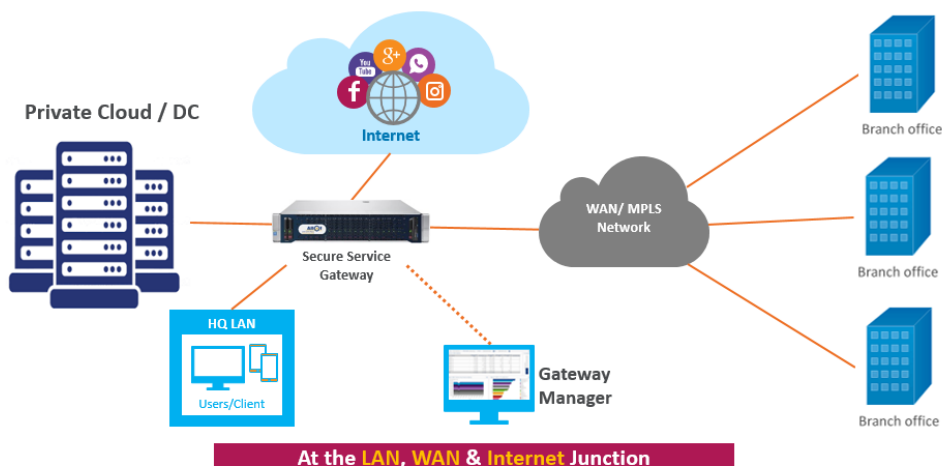 Private Cloud / DC
You
Tube
g+
f
Internet
WAN/ MPLS
Network
Secure Service
Gateway
Branch office
Branch office
Branch office
HQ LAN
Users/Client
Gateway
Manager
At the LAN, WAN & Internet Junction